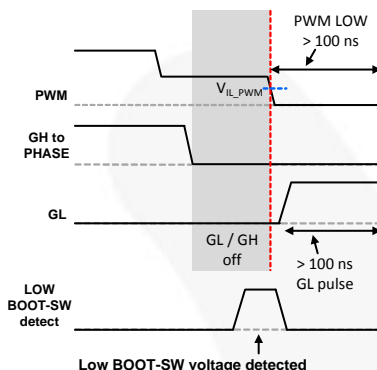 PWM LOW
> 100 ns
V_IL_PWM
PWM
GH to
PHASE
GL
GL / GH
off
> 100 ns
GL pulse
LOW
BOOT-SW
detect
Low BOOT-SW voltage detected